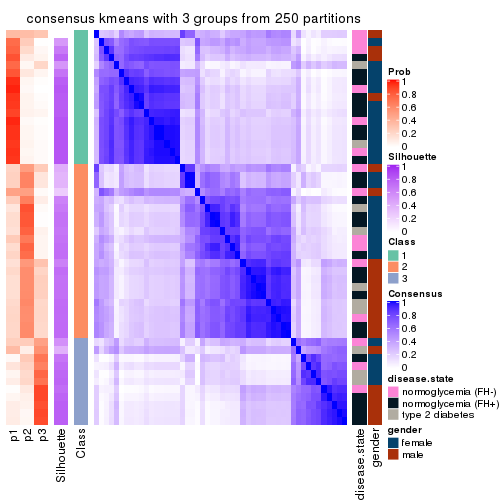 consensus kmeans with 3 groups from 250 partitions
Prob
1
0.8
0.6
0.4
0.2
0
Silhouette
1
0.8
0.6
0.4
0.2
0
Class
1
2
3
Consensus
1
0.8
0.6
0.4
0.2
0
disease.state
normoglycemia (FH-)
normoglycemia (FH+)
type 2 diabetes
gender
female
male
p1
p2
p3
Silhouette
Class
disease.state
gender